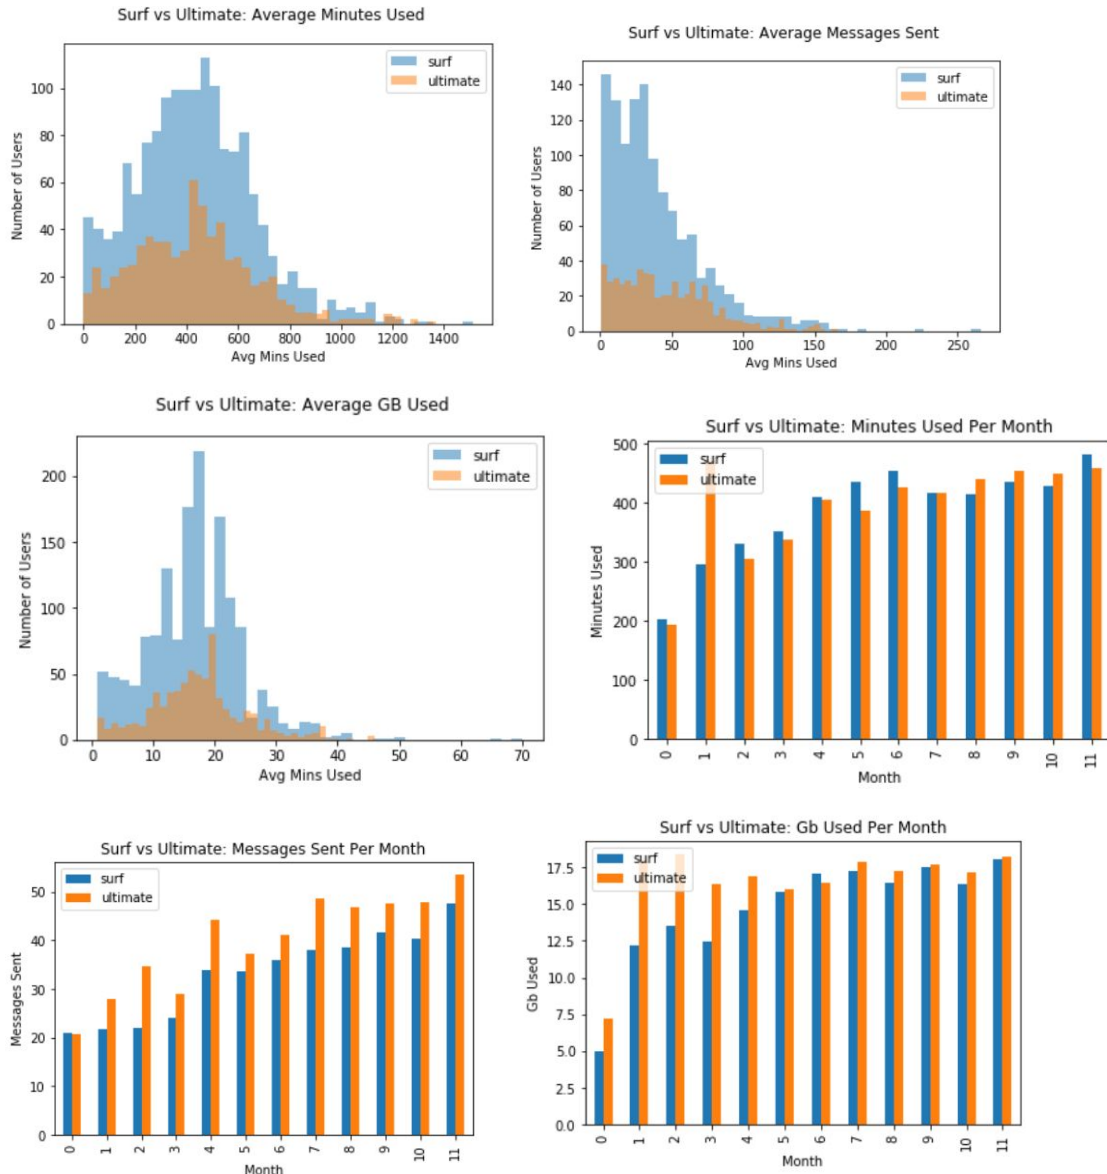 Surf vs Ultimate: Average Minutes Used
surf
ultimate
100
80
60
40
20
0
Number of Users
0 200 400 600 800 1000 1200 1400
Avg Mins Used
Surf vs Ultimate: Average Messages Sent
surf
ultimate
140
120
100
80
60
40
20
0
Number of Users
0 50 100 150 200 250
Avg Mins Used
Surf vs Ultimate: Average GB Used
surf
ultimate
200
150
100
50
0
Number of Users
0 10 20 30 40 50 60 70
Avg Mins Used
Surf vs Ultimate: Minutes Used Per Month
surf
ultimate
500
400
300
200
100
0
Minutes Used
0 1 2 3 4 5 6 7 8 9 10 11
Month
Surf vs Ultimate: Messages Sent Per Month
surf
ultimate
50
40
30
20
10
0
Messages Sent
0 1 2 3 4 5 6 7 8 9 10 11
Month
Surf vs Ultimate: Gb Used Per Month
surf
ultimate
17.5
15.0
12.5
10.0
7.5
5.0
2.5
0.0
Gb Used
0 1 2 3 4 5 6 7 8 9 10 11
Month